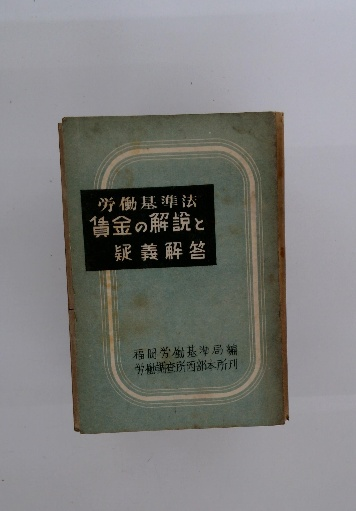 労働基準法
賃金の解説と
疑義解答
福岡労働基準局編
労働調査所西部本所刊